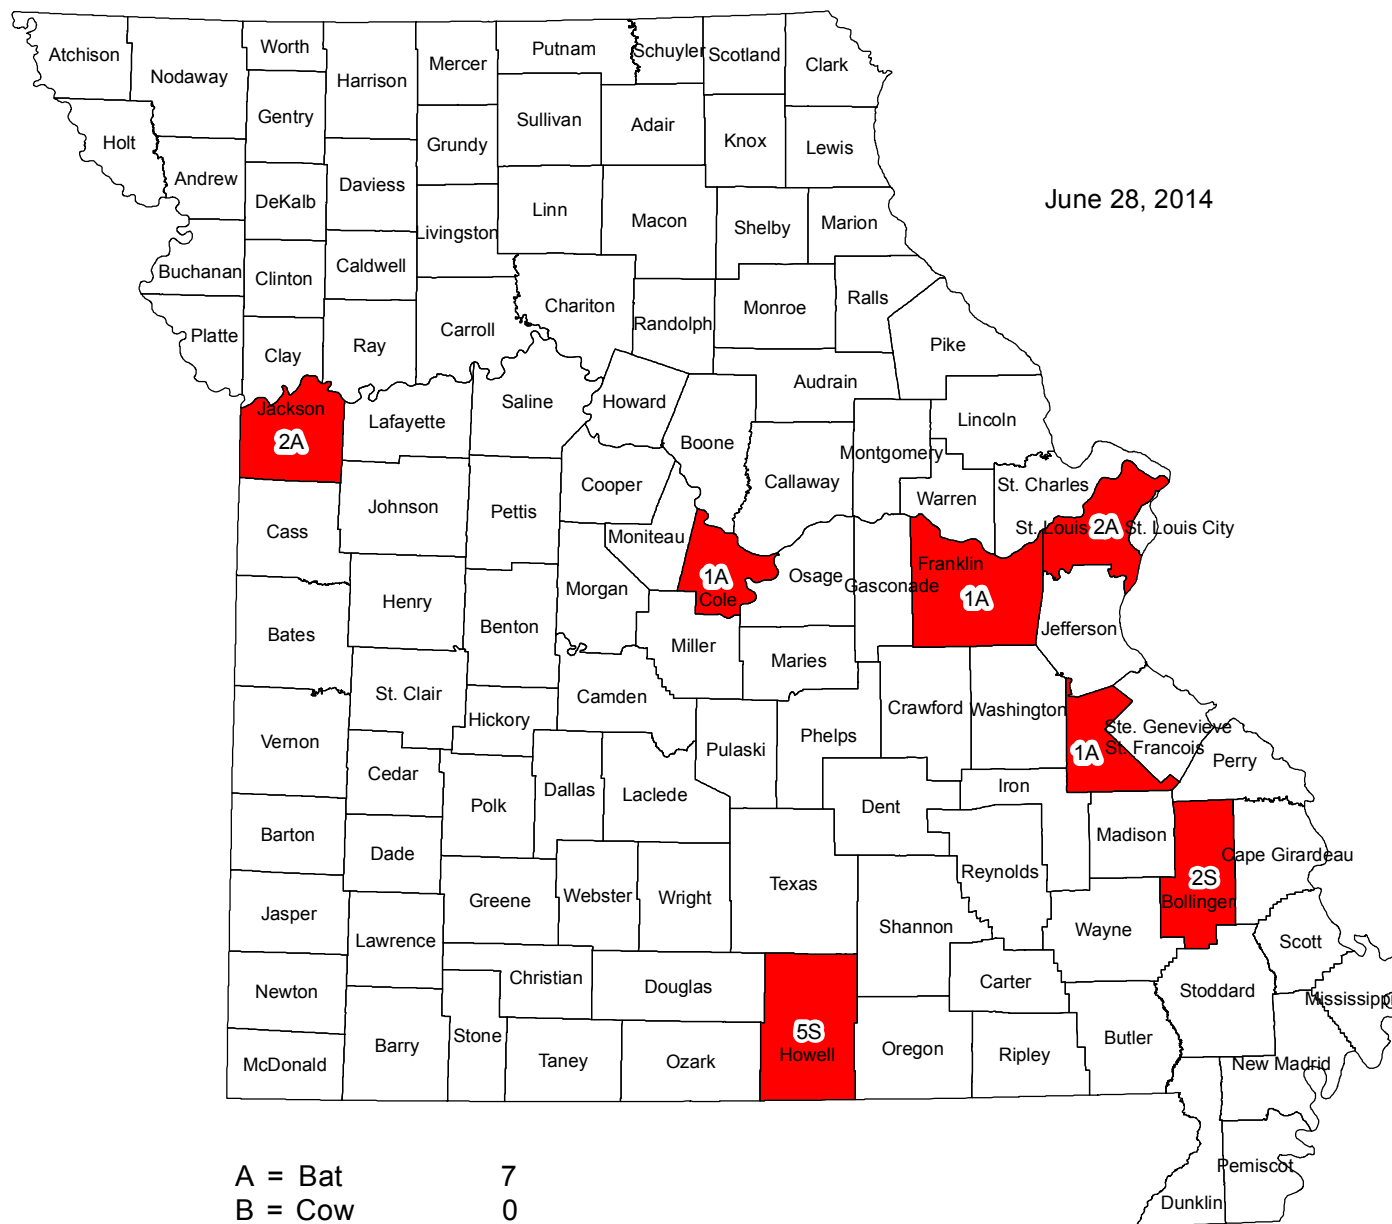 Atchison
Nodaway
Worth
Harrison
Mercer
Putnam
Schuyler
Scotland
Clark
Holt
Gentry
Sullivan
Adair
Knox
Lewis
Grundy
Andrew
DeKalb
Daviess
Linn
Macon
Shelby
Marion
June 28, 2014
Livingston
Buchanan
Clinton
Caldwell
Chariton
Randolph
Monroe
Ralls
Platte
Clay
Ray
Carroll
Pike
Audrain
Jackson
2A
Lafayette
Saline
Howard
Boone
Lincoln
Montgomery
Callaway
Cooper
Warren
St. Charles
Johnson
Pettis
Cass
Moniteau
St. Louis
2A
St. Louis City
Franklin
1A
1A
Cole
Osage
Gasconade
Morgan
Henry
Benton
Bates
Miller
Maries
Jefferson
St. Clair
Camden
Hickory
Crawford
Washington
Vernon
Pulaski
Phelps
Ste. Genevieve
St. Francois
1A
Perry
Cedar
Polk
Dallas
Laclede
Dent
Iron
Barton
Dade
Madison
Cape Girardeau
Texas
Reynolds
2S
Bollinger
Jasper
Greene
Webster
Wright
Shannon
Wayne
Lawrence
Scott
Newton
Christian
Douglas
Carter
Stoddard
Mississippi
5S
Howell
McDonald
Barry
Stone
Taney
Ozark
Oregon
Ripley
Butler
New Madrid
Pemiscot
Dunklin
A = Bat 7
B = Cow 0